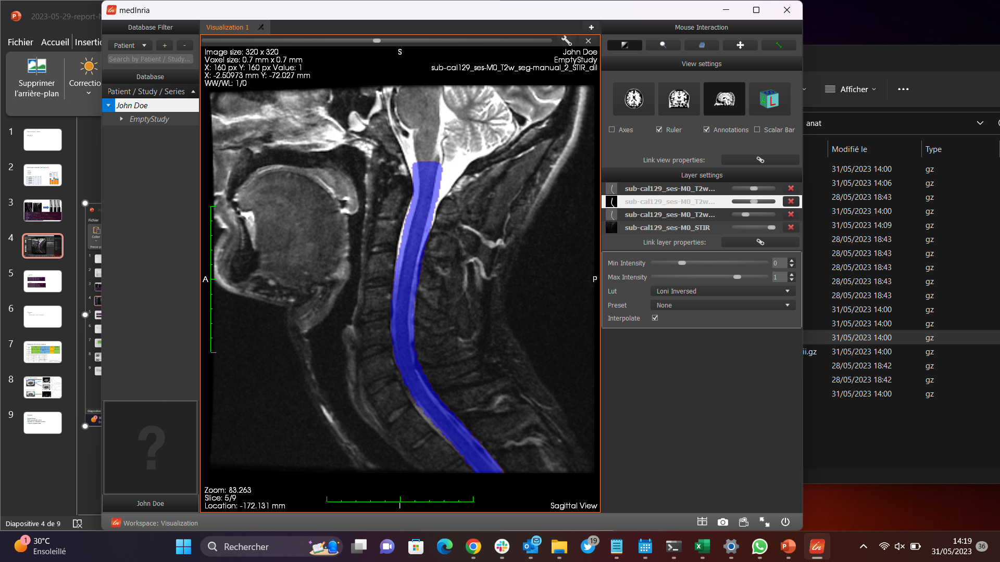 2023-05-29-report-N
Fichier
Accueil
Insertio
Supprimer
l'arrière-plan
Correctio
1
2
3
4
5
6
7
8
9
Diapositive 4 de 9
medInria
Database Filter
Patient
+
-
Search by Patient / Study...
Database
Patient / Study / Series
John Doe
EmptyStudy
?
John Doe
Visualization 1
+
Image size: 320 x 320
Voxel size: 0.7 mm x 0.7 mm
X: 160 px Y: 160 px Value: 1
X: -2.50973 mm Y: -72.027 mm
WW/WL: 1/0
S
John Doe
EmptyStudy
sub-cal129_ses-M0_T2w_seg-manual_2_STIR_dil
A
P
Zoom: 83.263
Slice: 5/9
Location: -172.131 mm
I
Sagittal View
Mouse Interaction
View settings
Axes
Ruler
Annotations
Scalar Bar
Link view properties:
Layer settings
sub-cal129_ses-M0_T2w...
sub-cal129_ses-M0_T2w...
sub-cal129_ses-M0_T2w...
sub-cal129_ses-M0_STIR
Link layer properties:
Min Intensity 0
Max Intensity 1
Lut Loni Inversed
Preset None
Interpolate
Workspace: Visualization
Afficher
anat
Modifié le Type
31/05/2023 14:00 gz
31/05/2023 14:06 gz
28/05/2023 18:43 gz
31/05/2023 14:00 gz
31/05/2023 14:09 gz
28/05/2023 18:43 gz
28/05/2023 18:43 gz
28/05/2023 18:43 gz
28/05/2023 18:43 gz
28/05/2023 18:43 gz
31/05/2023 14:00 gz
31/05/2023 14:00 gz
31/05/2023 14:00 gz
ii.gz 31/05/2023 14:00 gz
28/05/2023 18:42 gz
28/05/2023 18:42 gz
31/05/2023 14:00 gz
1
30°C
Ensoleillé
Rechercher
19
14:19
31/05/2023
36